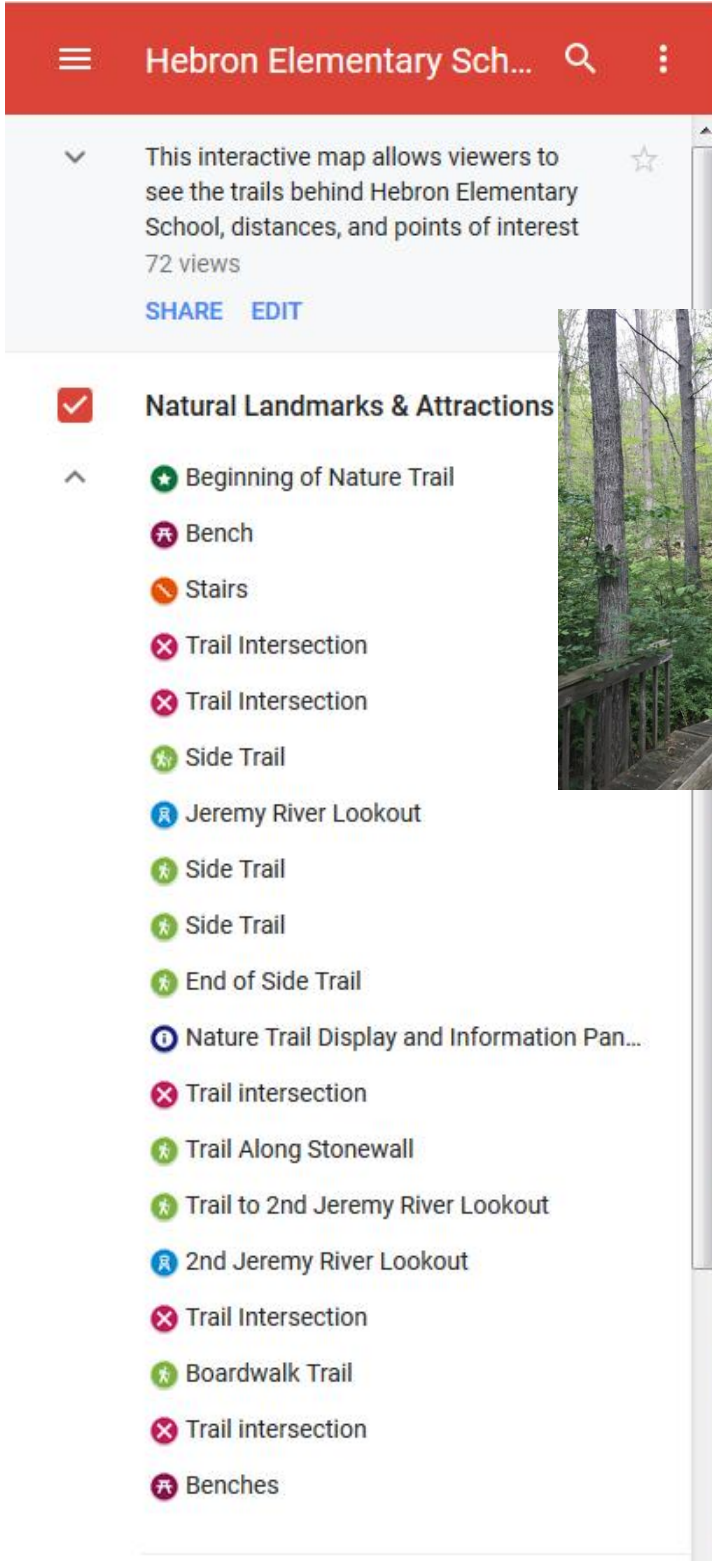 Hebron Elementary Sch...
This interactive map allows viewers to
see the trails behind Hebron Elementary
School, distances, and points of interest
72 views
SHARE EDIT
Natural Landmarks & Attractions
Beginning of Nature Trail
Bench
Stairs
Trail Intersection
Trail Intersection
Side Trail
Jeremy River Lookout
Side Trail
Side Trail
End of Side Trail
Nature Trail Display and Information Pan...
Trail intersection
Trail Along Stonewall
Trail to 2nd Jeremy River Lookout
2nd Jeremy River Lookout
Trail Intersection
Boardwalk Trail
Trail intersection
Benches